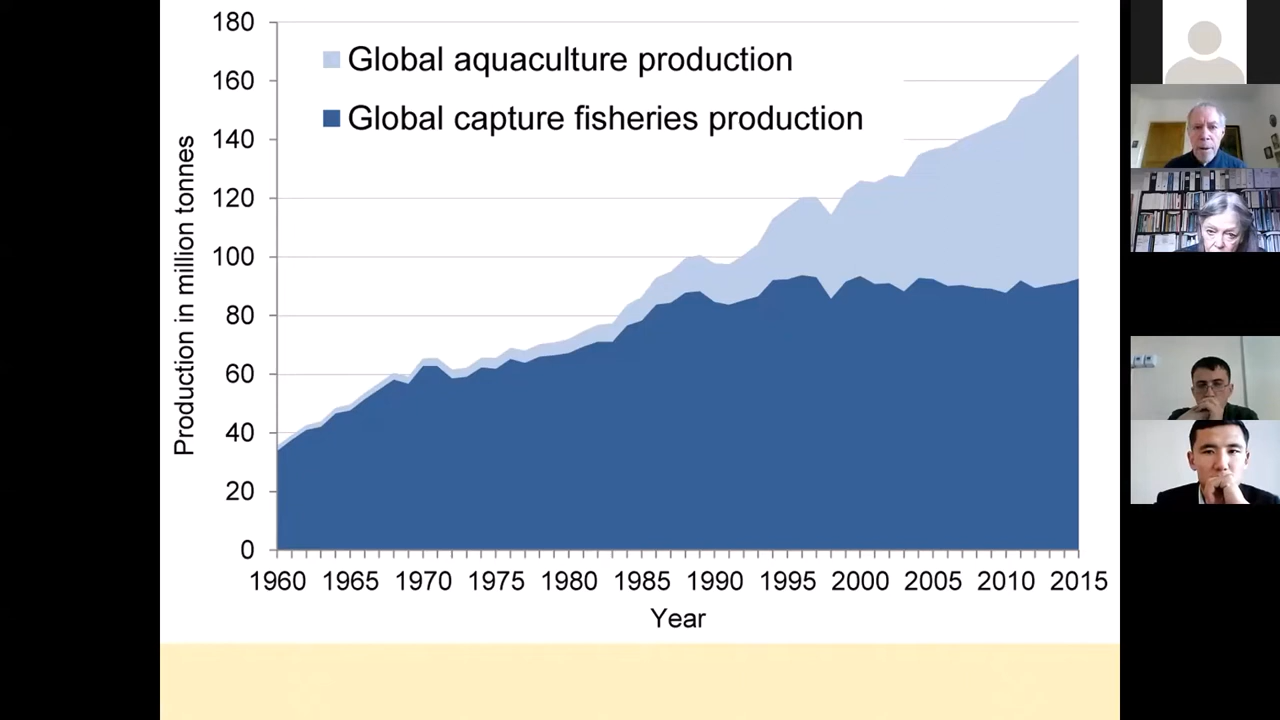 180
160
140
120
100
80
60
40
20
0
Production in million tonnes
Global aquaculture production
Global capture fisheries production
1960 1965 1970 1975 1980 1985 1990 1995 2000 2005 2010 2015
Year